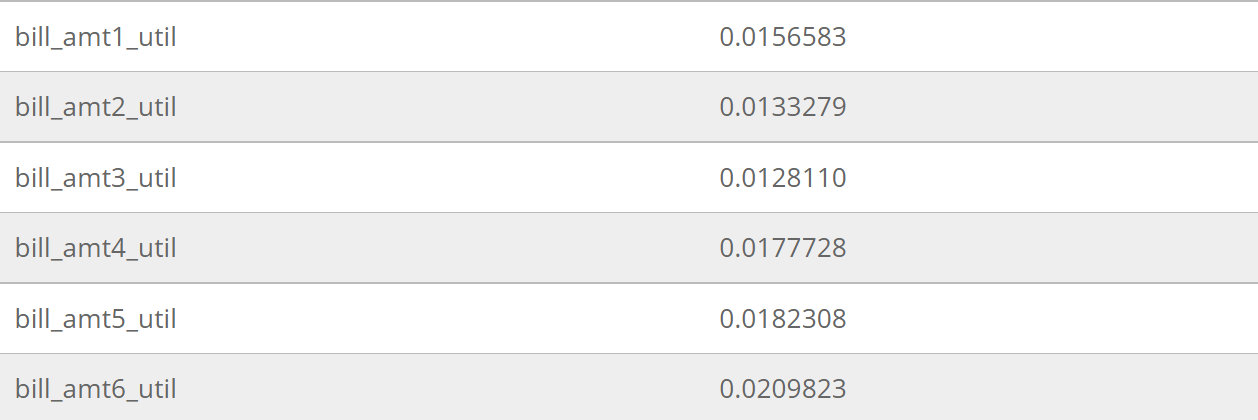 bill_amt1_util 0.0156583
bill_amt2_util 0.0133279
bill_amt3_util 0.0128110
bill_amt4_util 0.0177728
bill_amt5_util 0.0182308
bill_amt6_util 0.0209823